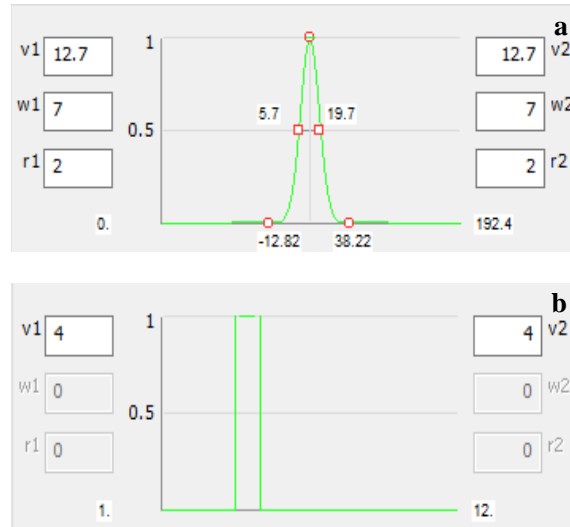 a
v1 12.7 1 12.7 v2
w1 7 5.7 19.7 7 w2
0.5
r1 2 2 r2
0. 192.4
-12.82 38.22
b
v1 4 1 4 v2
w1 0 0 w2
0.5
r1 0 0 r2
1. 12.